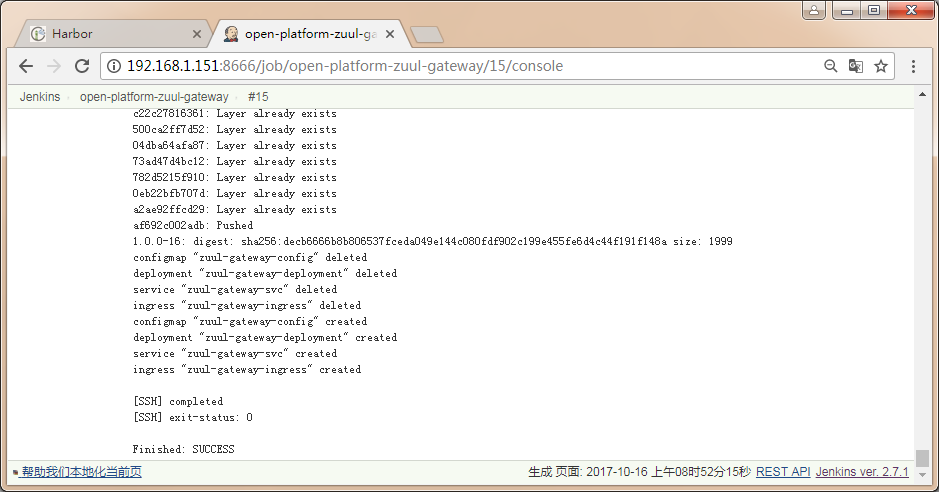 Harbor
open-platform-zuul-ga
192.168.1.151:8666/job/open-platform-zuul-gateway/15/console
Jenkins open-platform-zuul-gateway #15
c22c27816361: Layer already exists
500ca2ff7d52: Layer already exists
04dba64afa87: Layer already exists
73ad47d4bc12: Layer already exists
782d5215f910: Layer already exists
0eb22bfb707d: Layer already exists
a2ae92ffcd29: Layer already exists
af692c002adb: Pushed
1.0.0-16: digest: sha256:decb6666b8b806537fceda049e144c080fdf902c199e455fe6d4c44f191f148a size: 1999
configmap "zuul-gateway-config" deleted
deployment "zuul-gateway-deployment" deleted
service "zuul-gateway-svc" deleted
ingress "zuul-gateway-ingress" deleted
configmap "zuul-gateway-config" created
deployment "zuul-gateway-deployment" created
service "zuul-gateway-svc" created
ingress "zuul-gateway-ingress" created
[SSH] completed
[SSH] exit-status: 0
Finished: SUCCESS
帮助我们本地化当前页 生成 页面: 2017-10-16 上午08时52分15秒 REST API Jenkins ver. 2.7.1